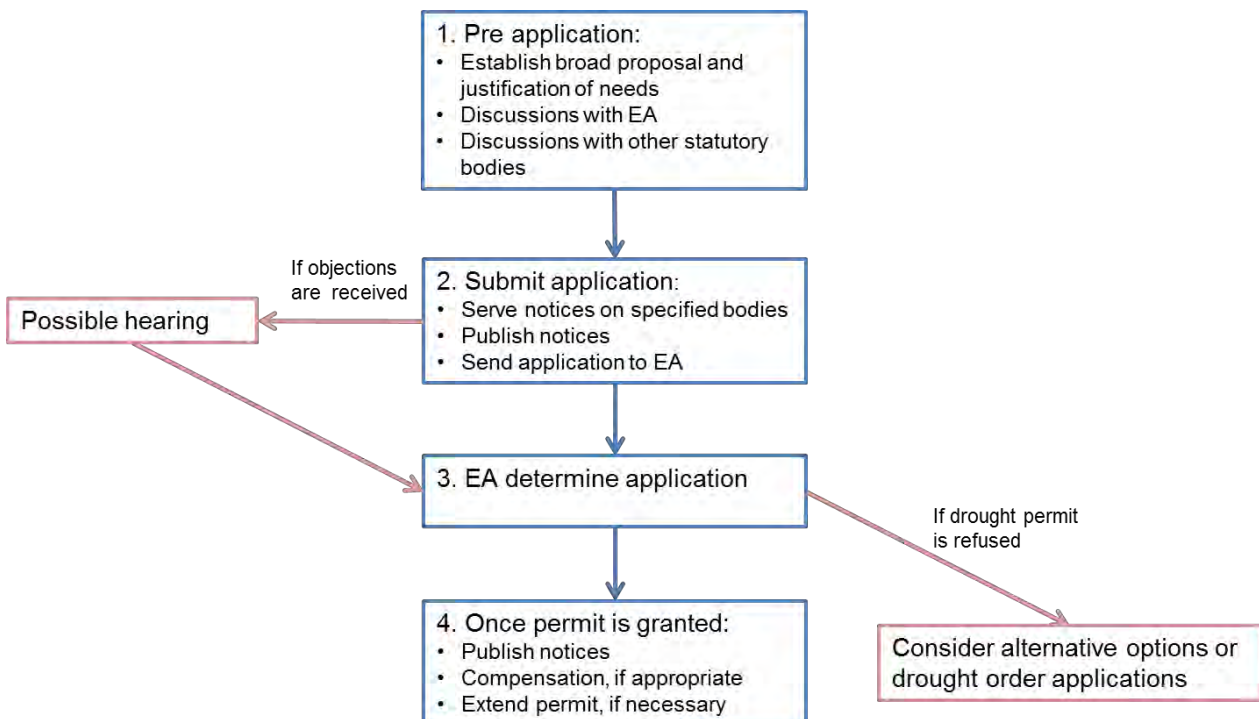 1. Pre application:
• Establish broad proposal and
justification of needs
• Discussions with EA
• Discussions with other statutory
bodies
If objections
are received
2. Submit application:
• Serve notices on specified bodies
• Publish notices
• Send application to EA
Possible hearing
3. EA determine application
If drought permit
is refused
4. Once permit is granted:
• Publish notices
• Compensation, if appropriate
• Extend permit, if necessary
Consider alternative options or
drought order applications